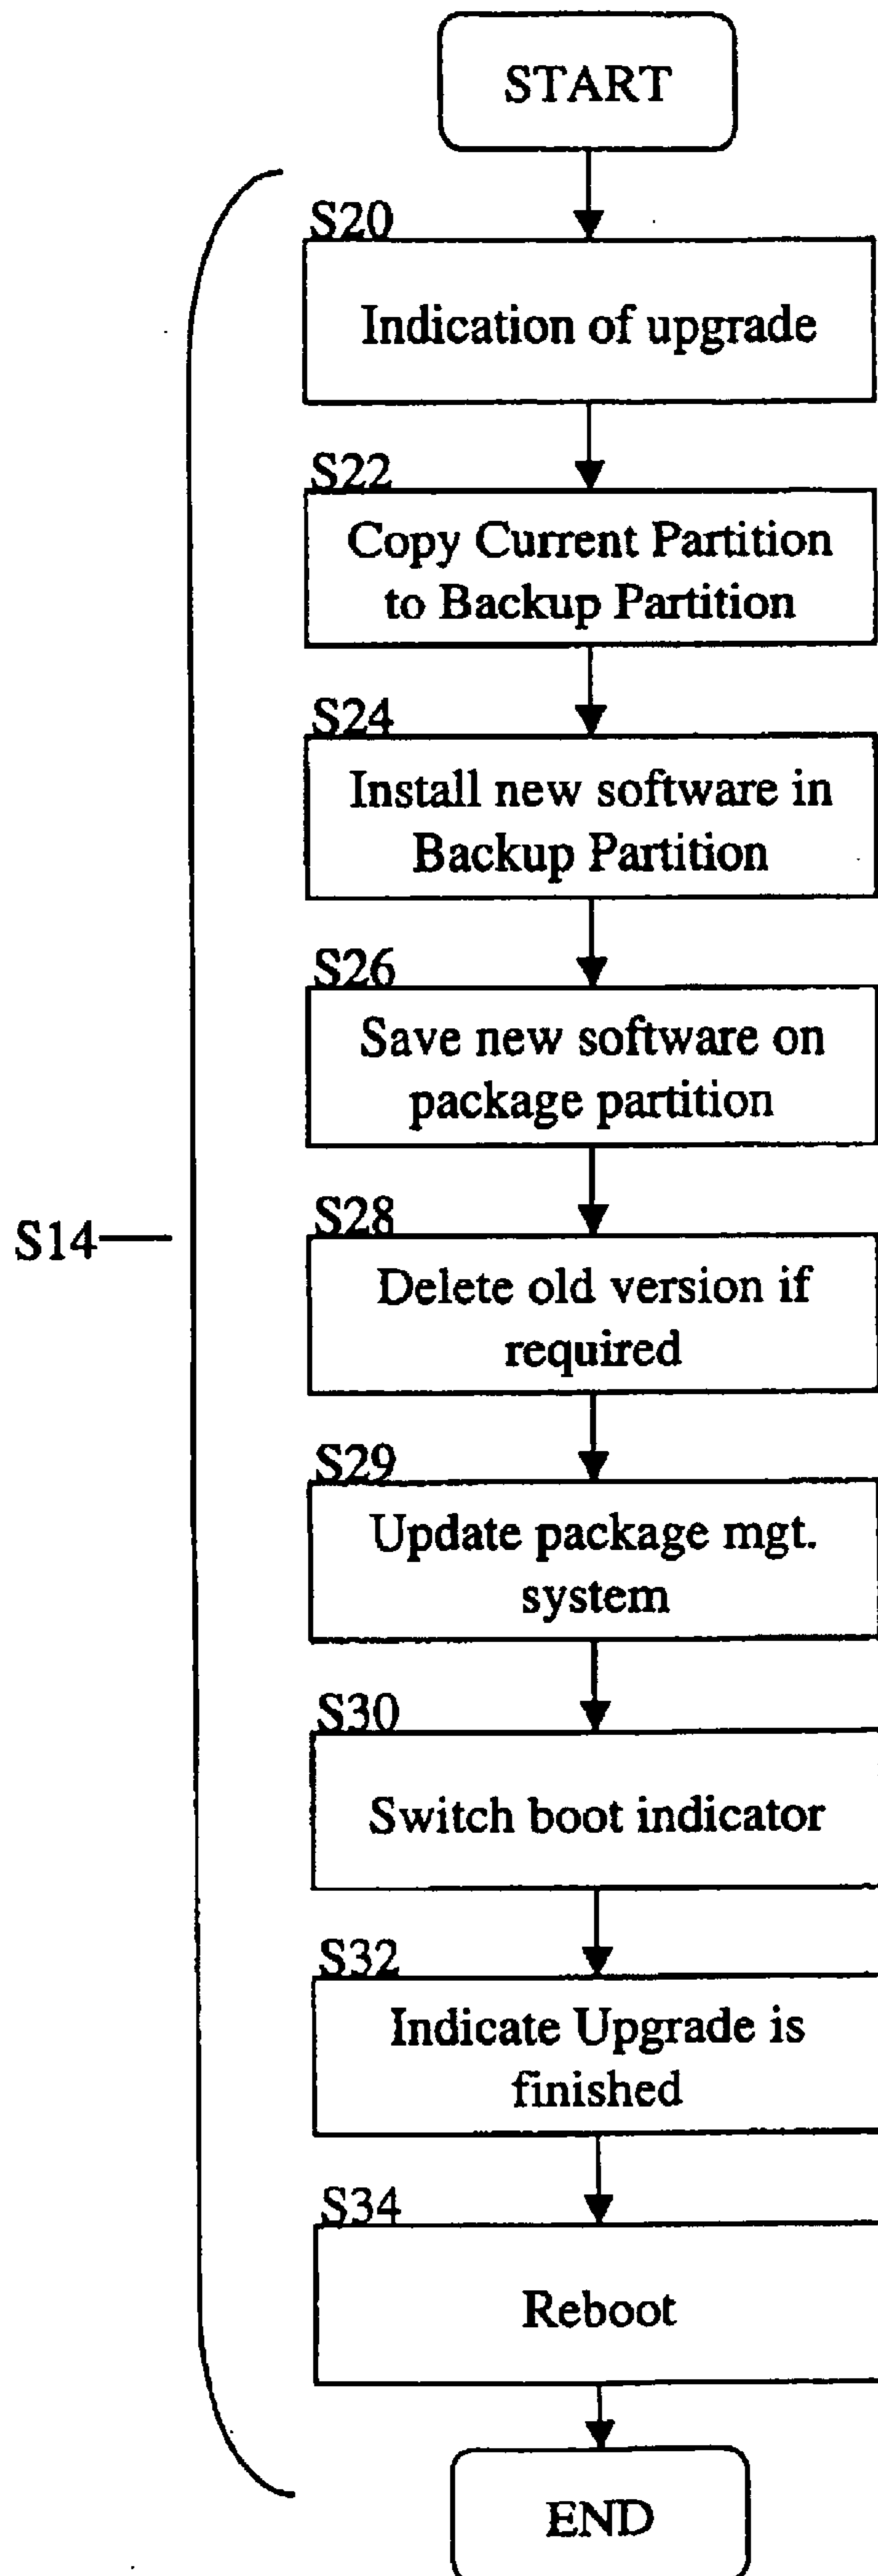 START
S20
Indication of upgrade
S22
Copy Current Partition
to Backup Partition
S24
Install new software in
Backup Partition
S26
Save new software on
package partition
S14
S28
Delete old version if
required
S29
Update package mgt.
system
S30
Switch boot indicator
S32
Indicate Upgrade is
finished
S34
Reboot
END